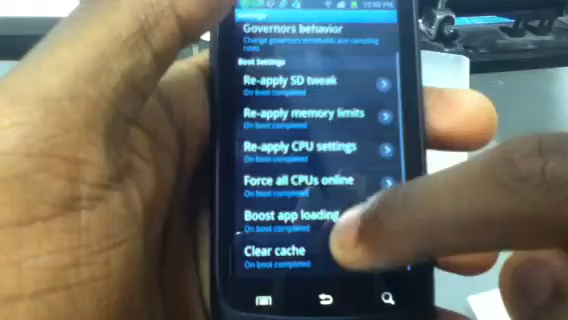 Settings
Governors behavior
Change governors thresholds and sampling
rates
Boot Settings
Re-apply SD tweak
On boot completed
Re-apply memory limits
On boot completed
Re-apply CPU settings
On boot completed
Force all CPUs online
On boot completed
Boost app loading
On boot completed
Clear cache
On boot completed